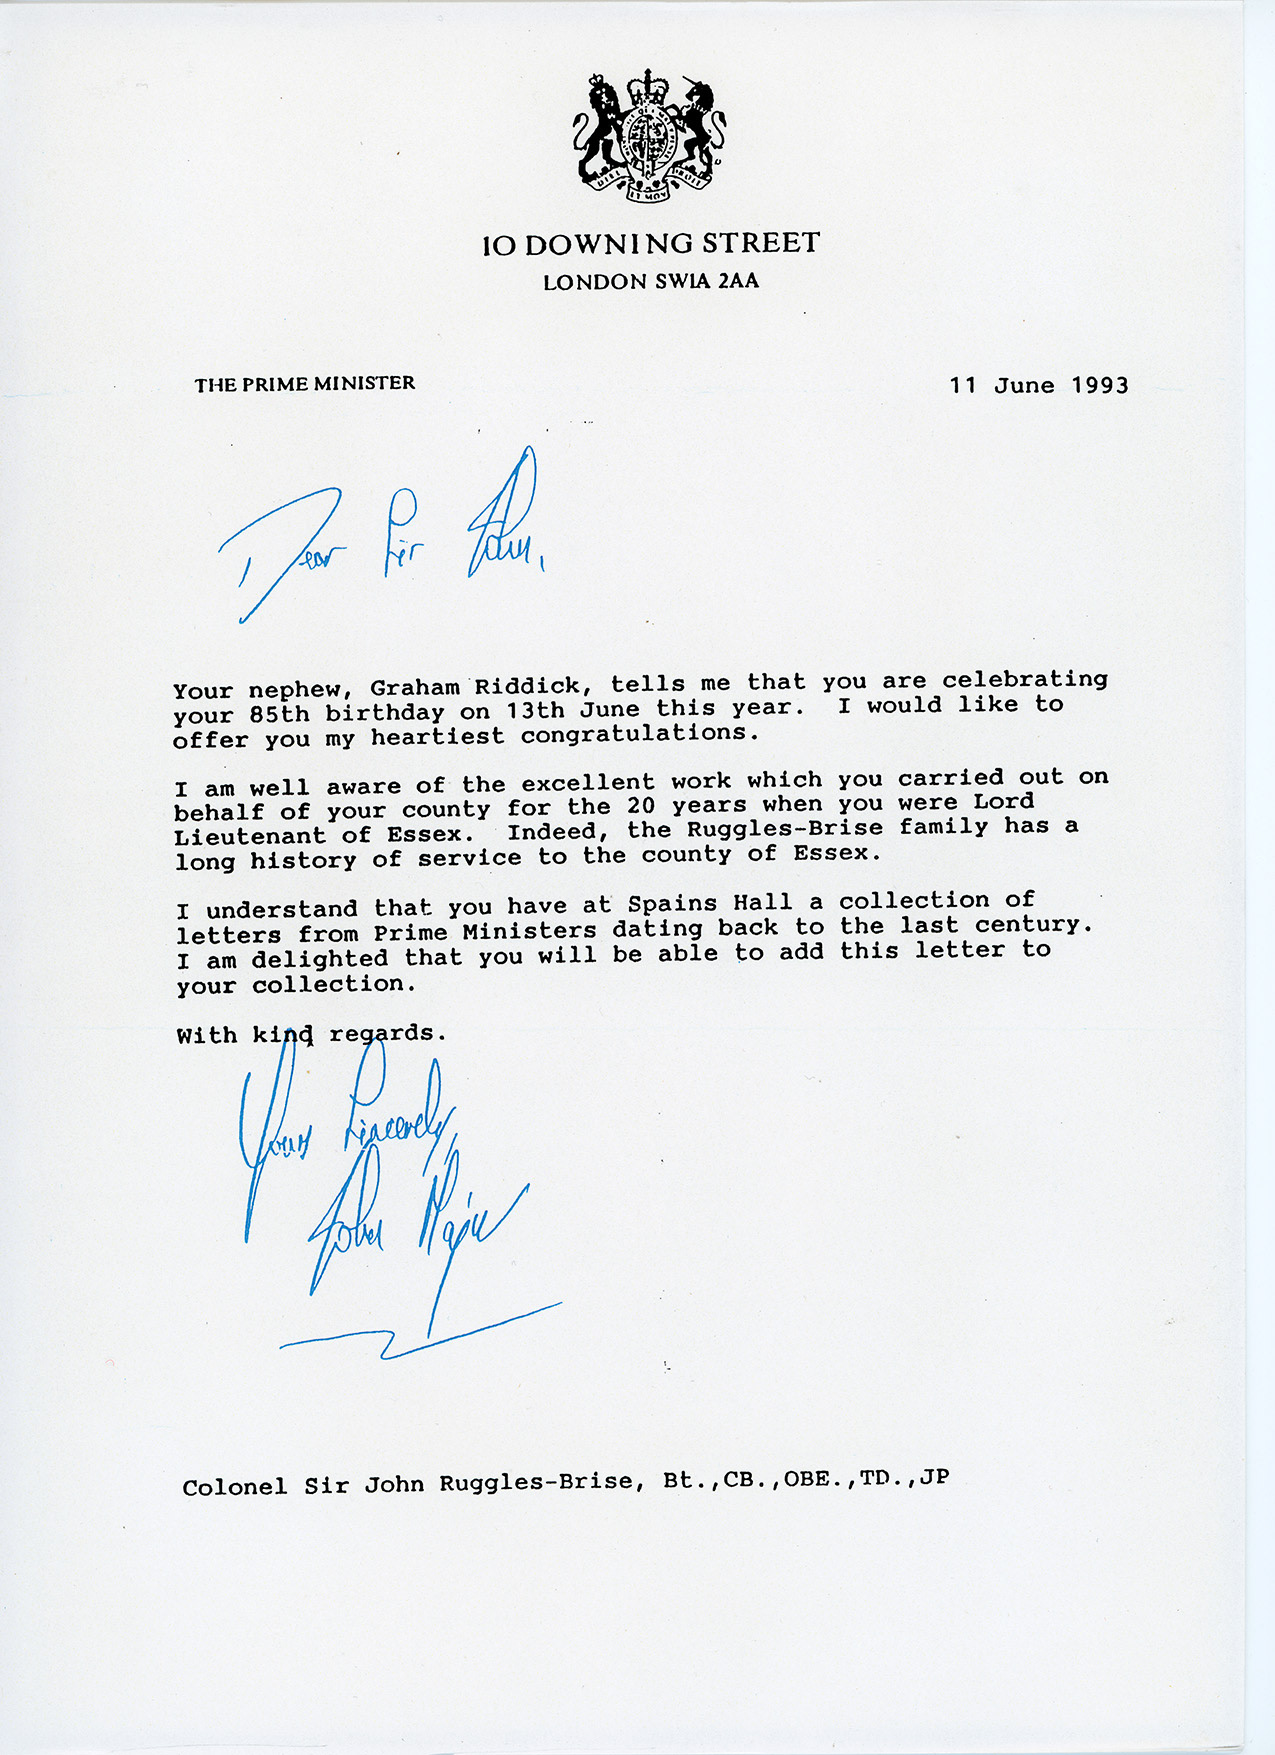 10 DOWNING STREET
LONDON SW1A 2AA
THE PRIME MINISTER
11 June 1993
Dear Sir John,
Your nephew, Graham Riddick, tells me that you are celebrating
your 85th birthday on 13th June this year. I would like to
offer you my heartiest congratulations.
I am well aware of the excellent work which you carried out on
behalf of your county for the 20 years when you were Lord
Lieutenant of Essex. Indeed, the Ruggles-Brise family has a
long history of service to the county of Essex.
I understand that you have at Spains Hall a collection of
letters from Prime Ministers dating back to the last century.
I am delighted that you will be able to add this letter to
your collection.
With kind regards.
Yours Sincerely,
John Major
Colonel Sir John Ruggles-Brise, Bt.,CB.,OBE.,TD.,JP